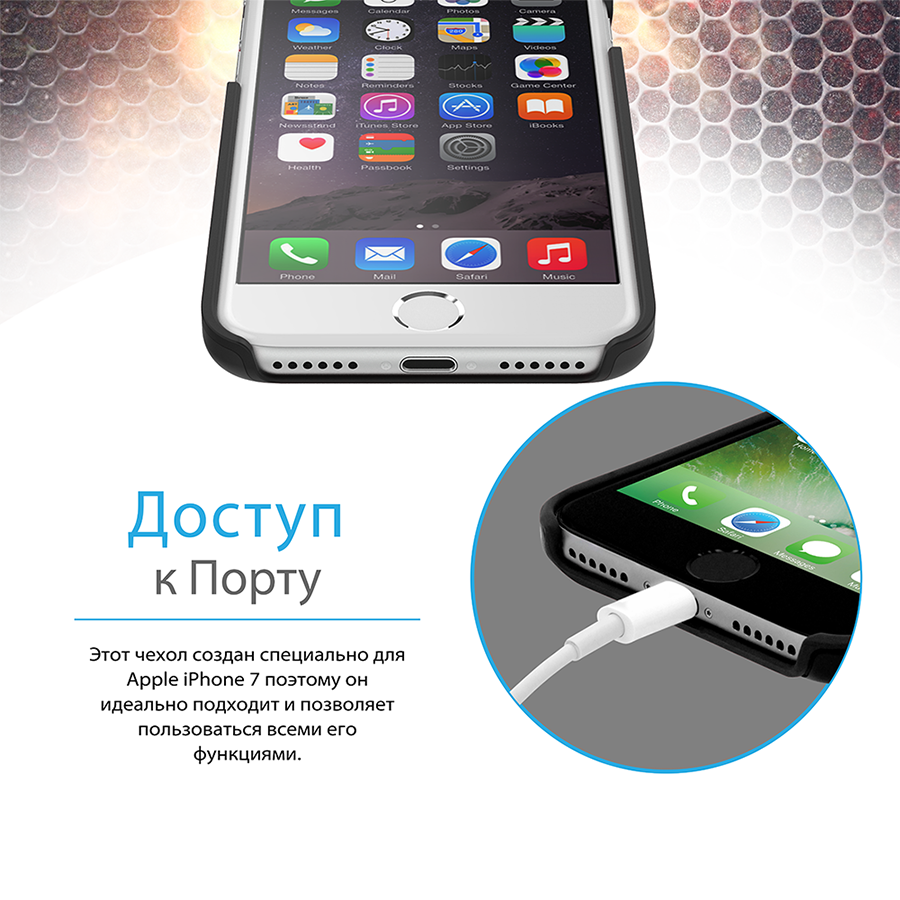 Messages Calendar Photos Camera
Weather Clock Maps Videos
Notes Reminders Stocks Game Center
Newsstand iTunes Store App Store iBooks
Health Passbook Settings
Phone Mail Safari Music
Phone
Safari
Messages
Доступ
к Порту
Этот чехол создан специально для
Apple iPhone 7 поэтому он
идеально подходит и позволяет
пользоваться всеми его
функциями.